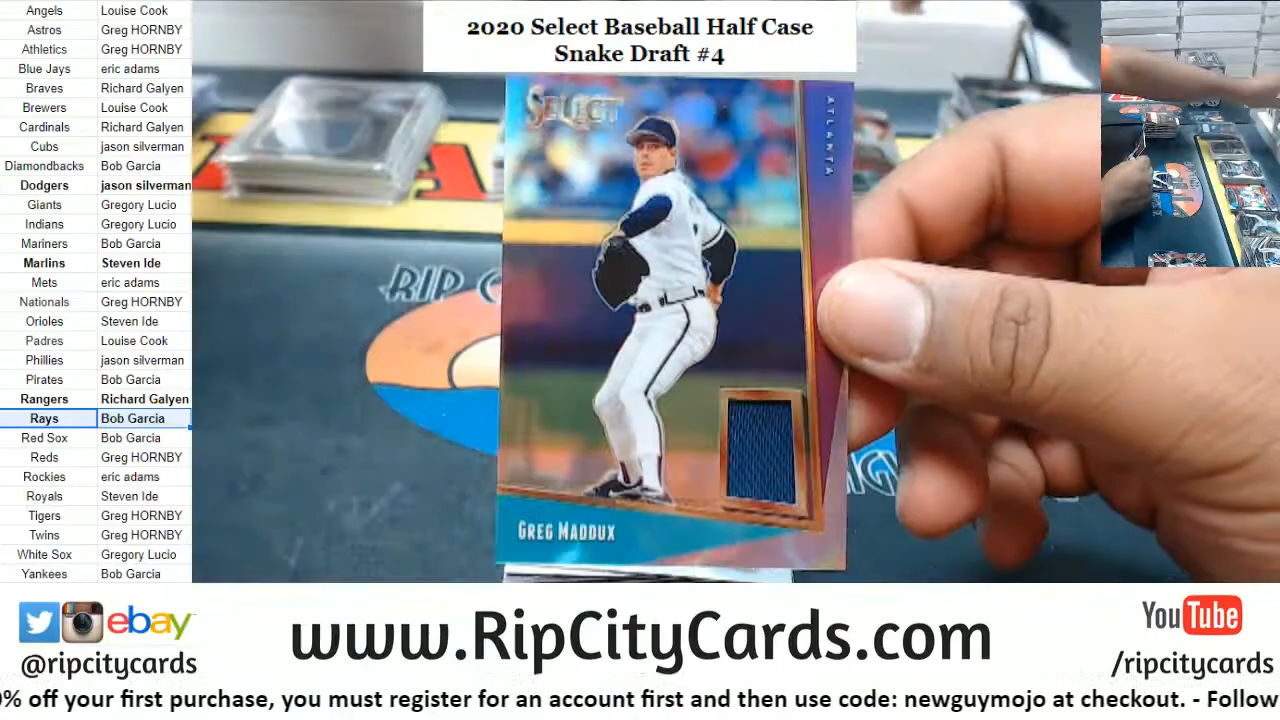 Angels Louise Cook
Astros Greg HORNBY
Athletics Greg HORNBY
Blue Jays eric adams
Braves Richard Galyen
Brewers Louise Cook
Cardinals Richard Galyen
Cubs jason silverman
Diamondbacks Bob Garcia
Dodgers jason silverman
Giants Gregory Lucio
Indians Gregory Lucio
Mariners Bob Garcia
Marlins Steven Ide
Mets eric adams
Nationals Greg HORNBY
Orioles Steven Ide
Padres Louise Cook
Phillies jason silverman
Pirates Bob Garcia
Rangers Richard Galyen
Rays Bob Garcia
Red Sox Bob Garcia
Reds Greg HORNBY
Rockies eric adams
Royals Steven Ide
Tigers Greg HORNBY
Twins Greg HORNBY
White Sox Gregory Lucio
Yankees Bob Garcia
2020 Select Baseball Half Case
Snake Draft #4
SELECT
ATLANTA
RIP C
GREG MADDUX
ebay
@ripcitycards
www.RipCityCards.com
YouTube
/ripcitycards
% off your first purchase, you must register for an account first and then use code: newguymojo at checkout. - Follow